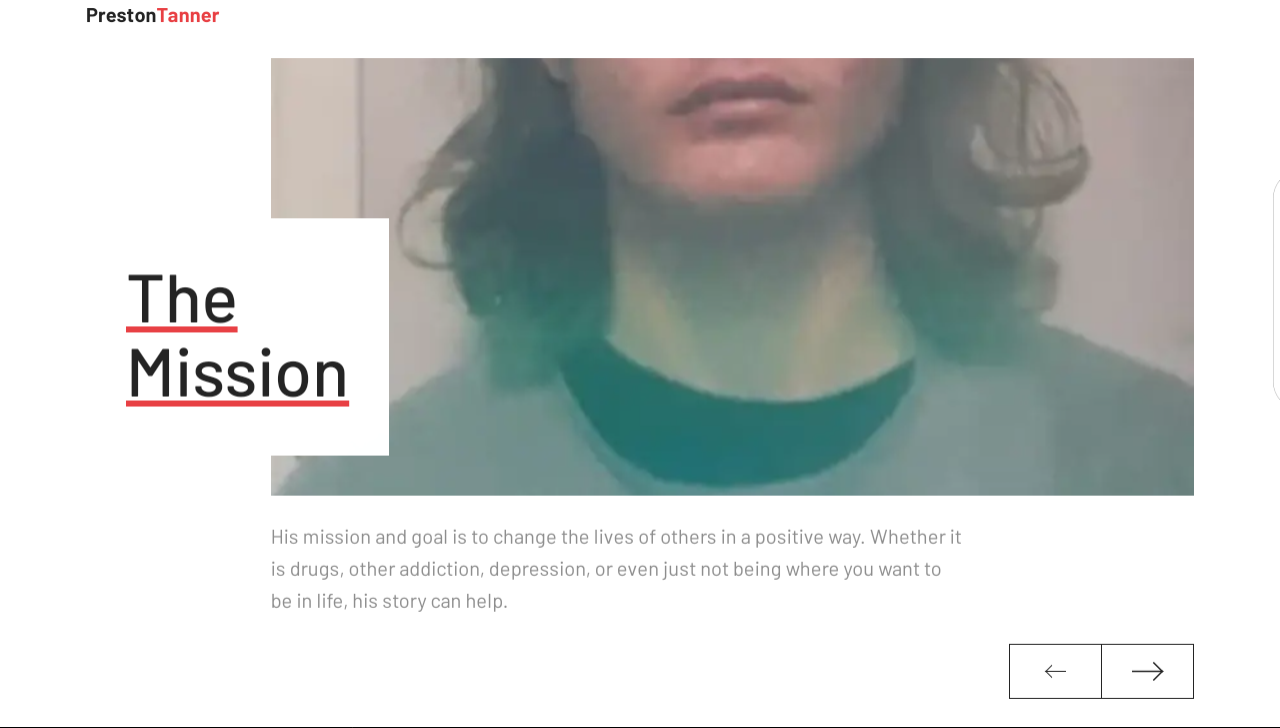 PrestonTanner
The
Mission
His mission and goal is to change the lives of others in a positive way. Whether it
is drugs, other addiction, depression, or even just not being where you want to
be in life, his story can help.